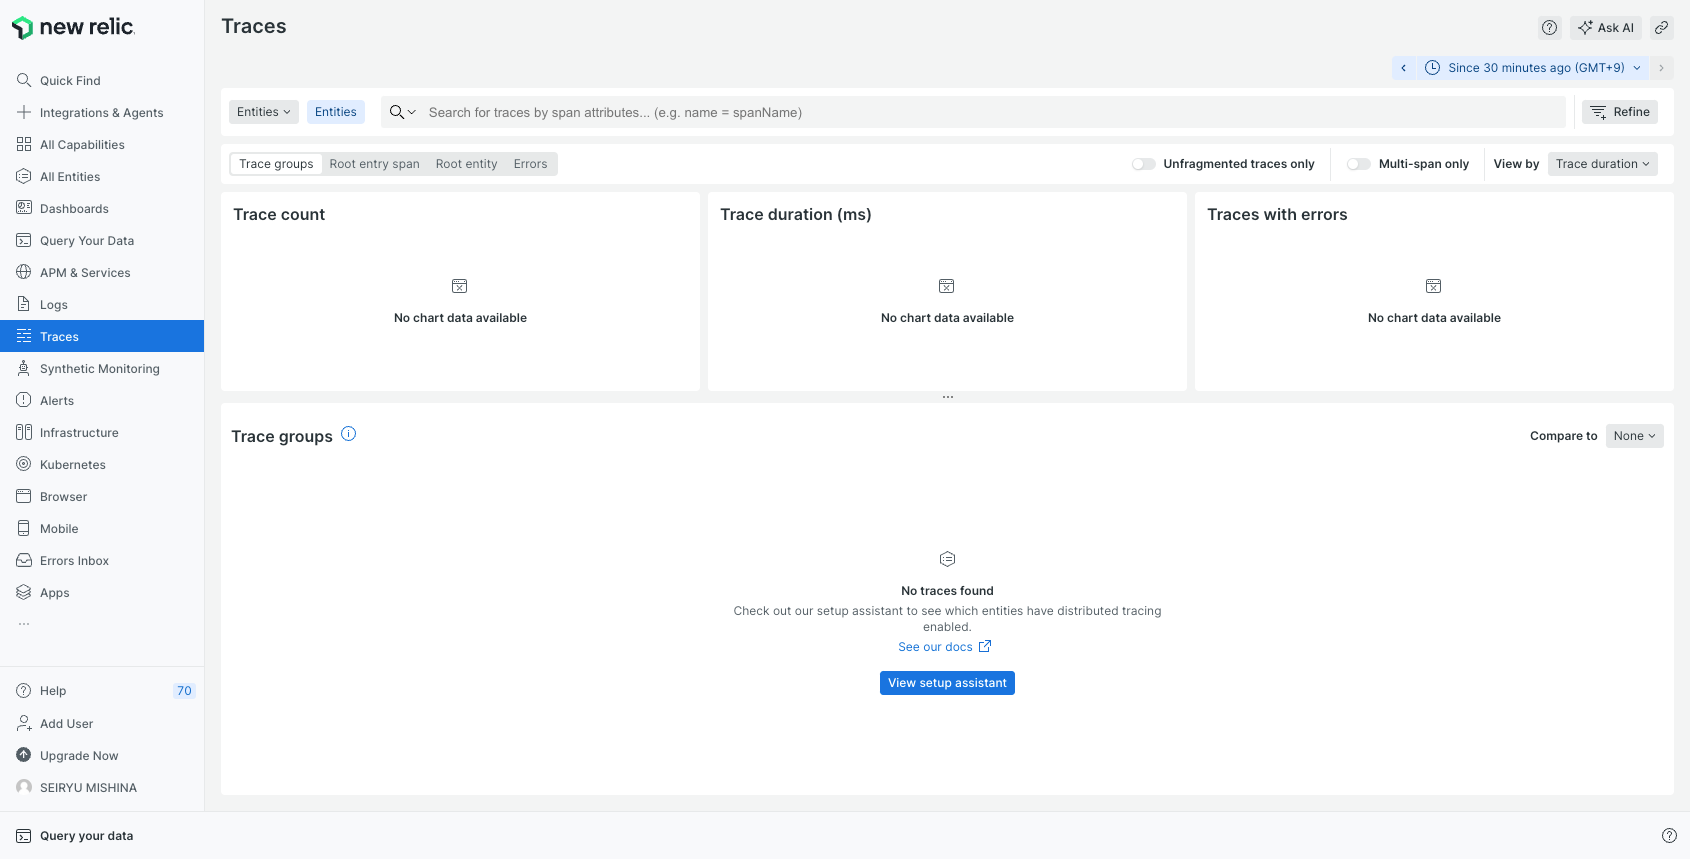 new relic.
Quick Find
Integrations & Agents
All Capabilities
All Entities
Dashboards
Query Your Data
APM & Services
Logs
Traces
Synthetic Monitoring
Alerts
Infrastructure
Kubernetes
Browser
Mobile
Errors Inbox
Apps
...
Help 70
Add User
Upgrade Now
SEIRYU MISHINA
Traces
Ask AI
Since 30 minutes ago (GMT+9)
Entities Entities Search for traces by span attributes... (e.g. name = spanName) Refine
Trace groups Root entry span Root entity Errors Unfragmented traces only Multi-span only View by Trace duration
Trace count
No chart data available
Trace duration (ms)
No chart data available
Traces with errors
No chart data available
...
Trace groups Compare to None
No traces found
Check out our setup assistant to see which entities have distributed tracing
enabled.
See our docs
View setup assistant
Query your data